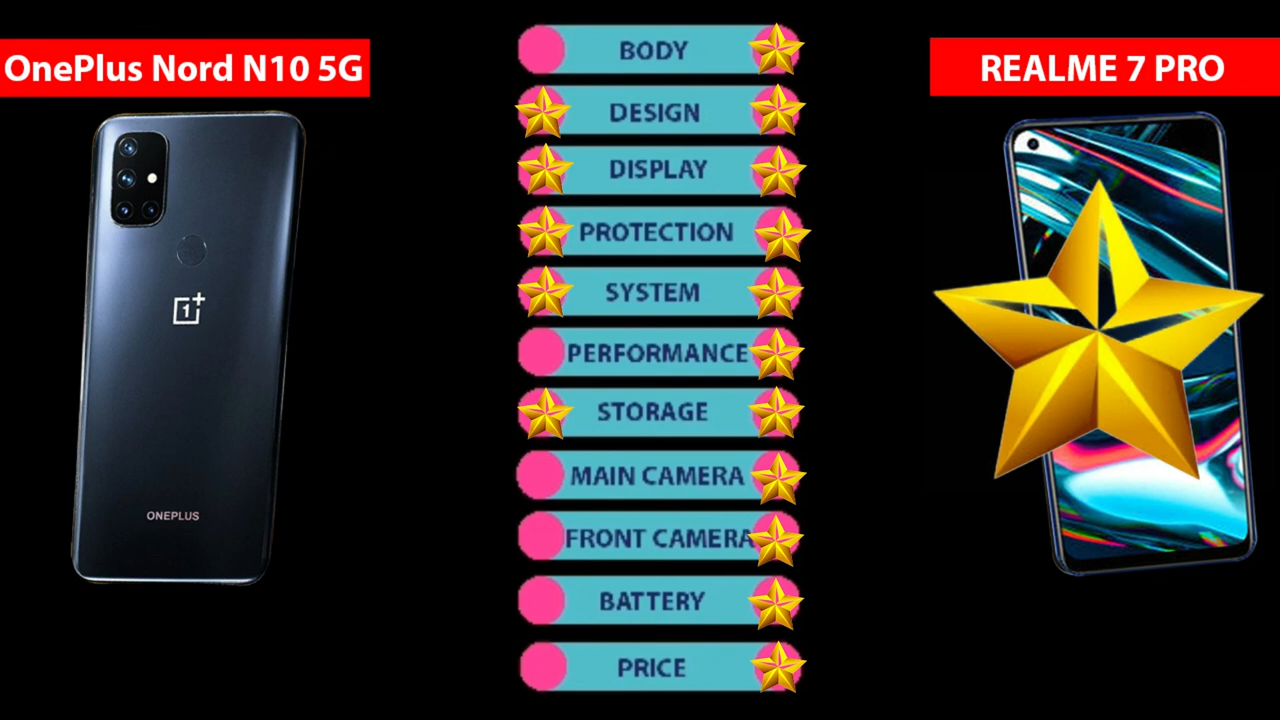 OnePlus Nord N10 5G
BODY
DESIGN
DISPLAY
PROTECTION
SYSTEM
PERFORMANCE
STORAGE
MAIN CAMERA
FRONT CAMERA
BATTERY
PRICE
REALME 7 PRO
1+
ONEPLUS